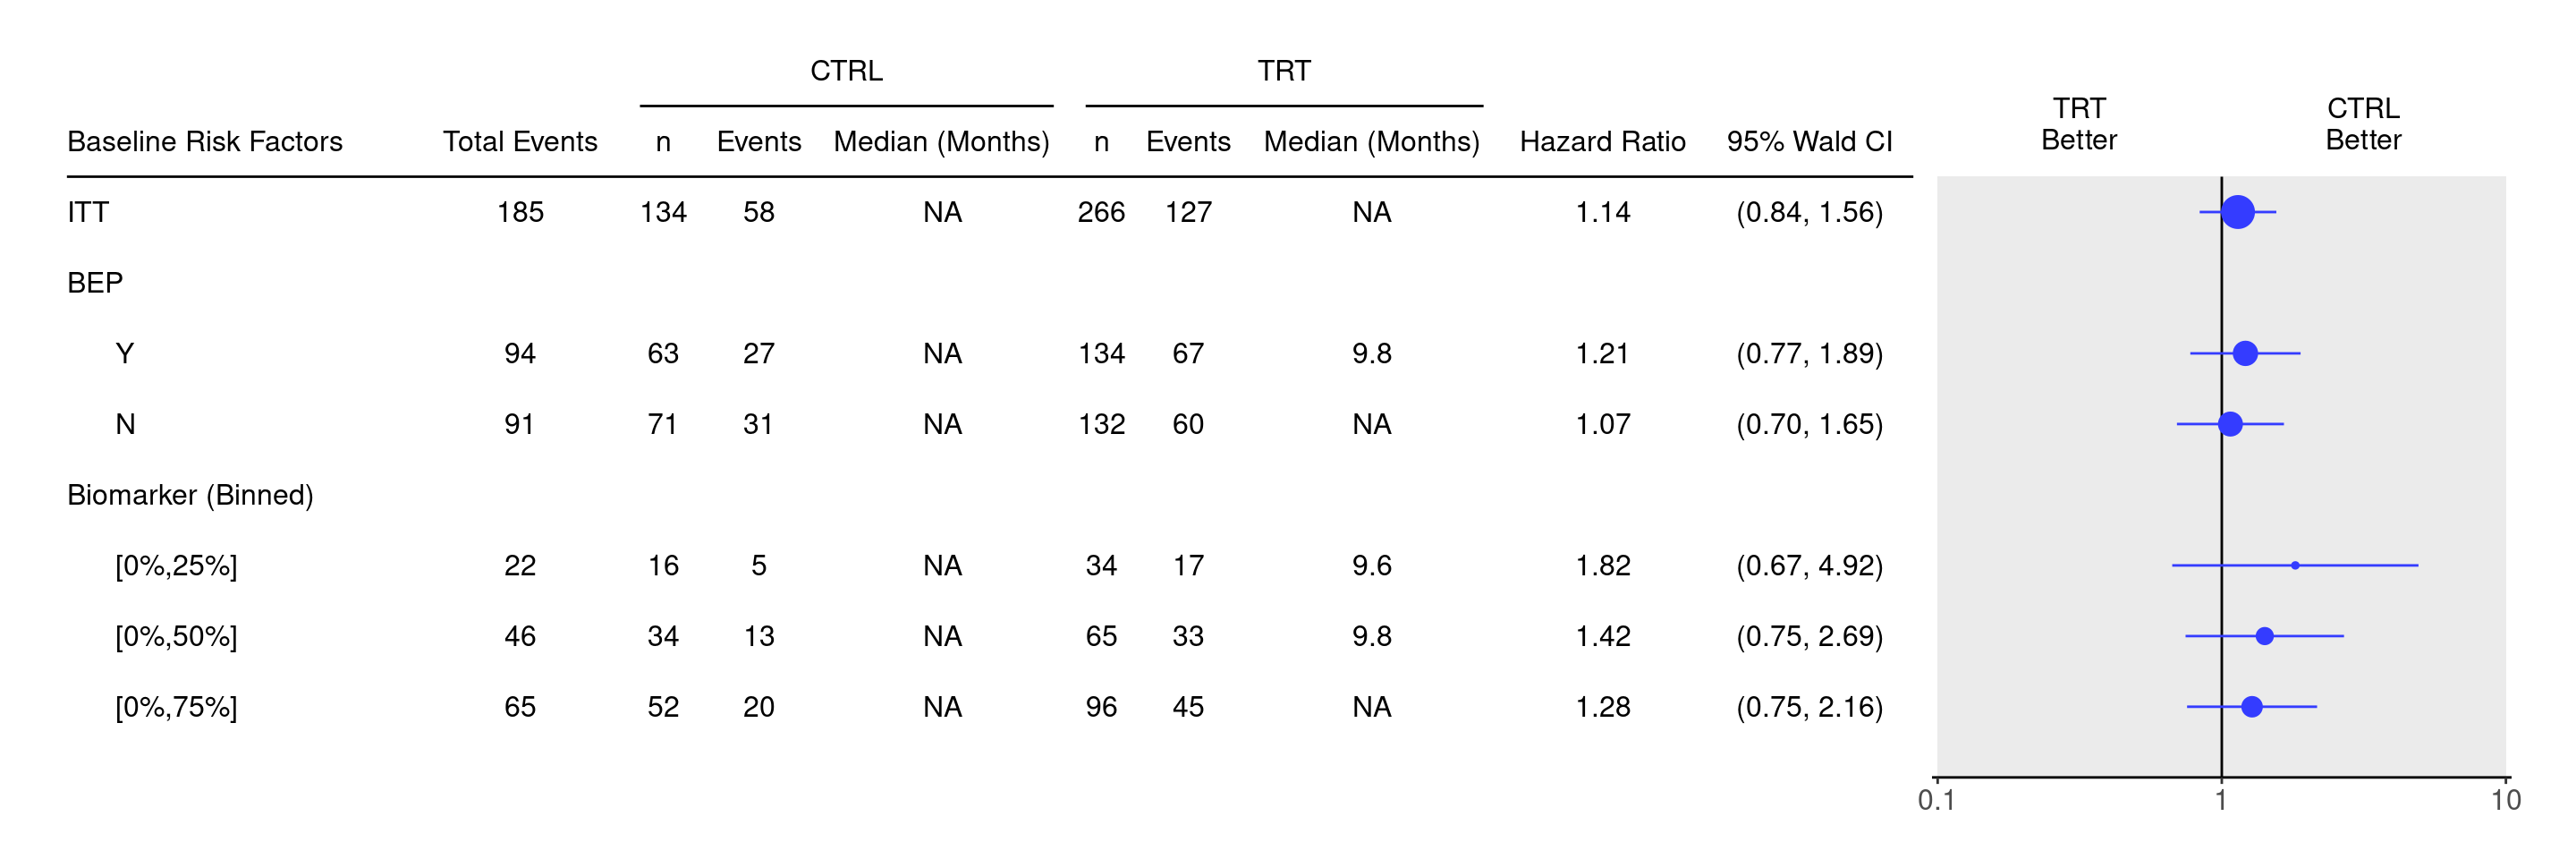 CTRL TRT
TRT CTRL
Baseline Risk Factors Total Events n Events Median (Months) n Events Median (Months) Hazard Ratio 95% Wald CI Better Better
ITT 185 134 58 NA 266 127 NA 1.14 (0.84, 1.56)
BEP
Y 94 63 27 NA 134 67 9.8 1.21 (0.77, 1.89)
N 91 71 31 NA 132 60 NA 1.07 (0.70, 1.65)
Biomarker (Binned)
[0%,25%] 22 16 5 NA 34 17 9.6 1.82 (0.67, 4.92)
[0%,50%] 46 34 13 NA 65 33 9.8 1.42 (0.75, 2.69)
[0%,75%] 65 52 20 NA 96 45 NA 1.28 (0.75, 2.16)
0.1 1 10